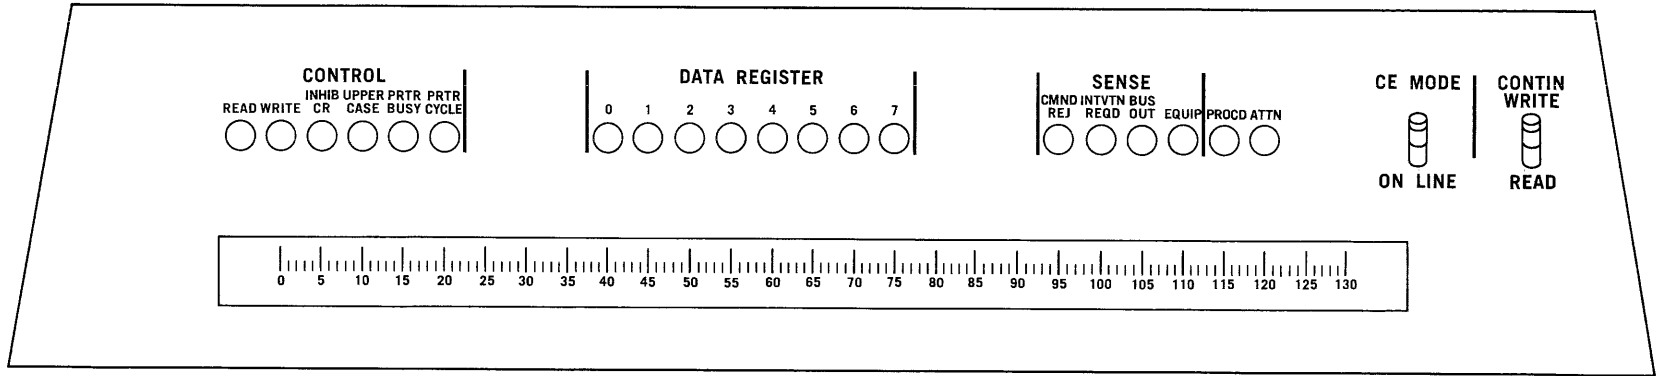 CONTROL
READ WRITE INHIB CR UPPER CASE PRTR BUSY PRTR CYCLE
DATA REGISTER
0 1 2 3 4 5 6 7
SENSE
CMND REJ INTVTN REQD BUS OUT EQUIP PROCD ATTN
CE MODE
ON LINE
CONTIN
WRITE
READ
0 5 10 15 20 25 30 35 40 45 50 55 60 65 70 75 80 85 90 95 100 105 110 115 120 125 130